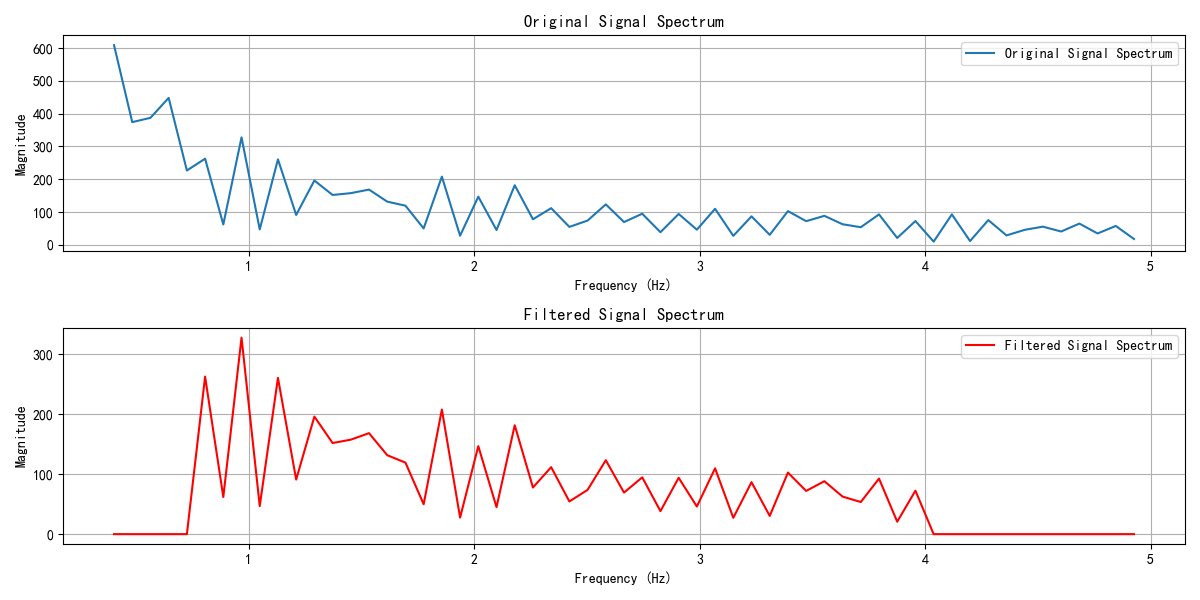 Original Signal Spectrum
Original Signal Spectrum
Magnitude
600
500
400
300
200
100
0
1
2
3
4
5
Frequency (Hz)
Filtered Signal Spectrum
Filtered Signal Spectrum
Magnitude
300
200
100
0
1
2
3
4
5
Frequency (Hz)